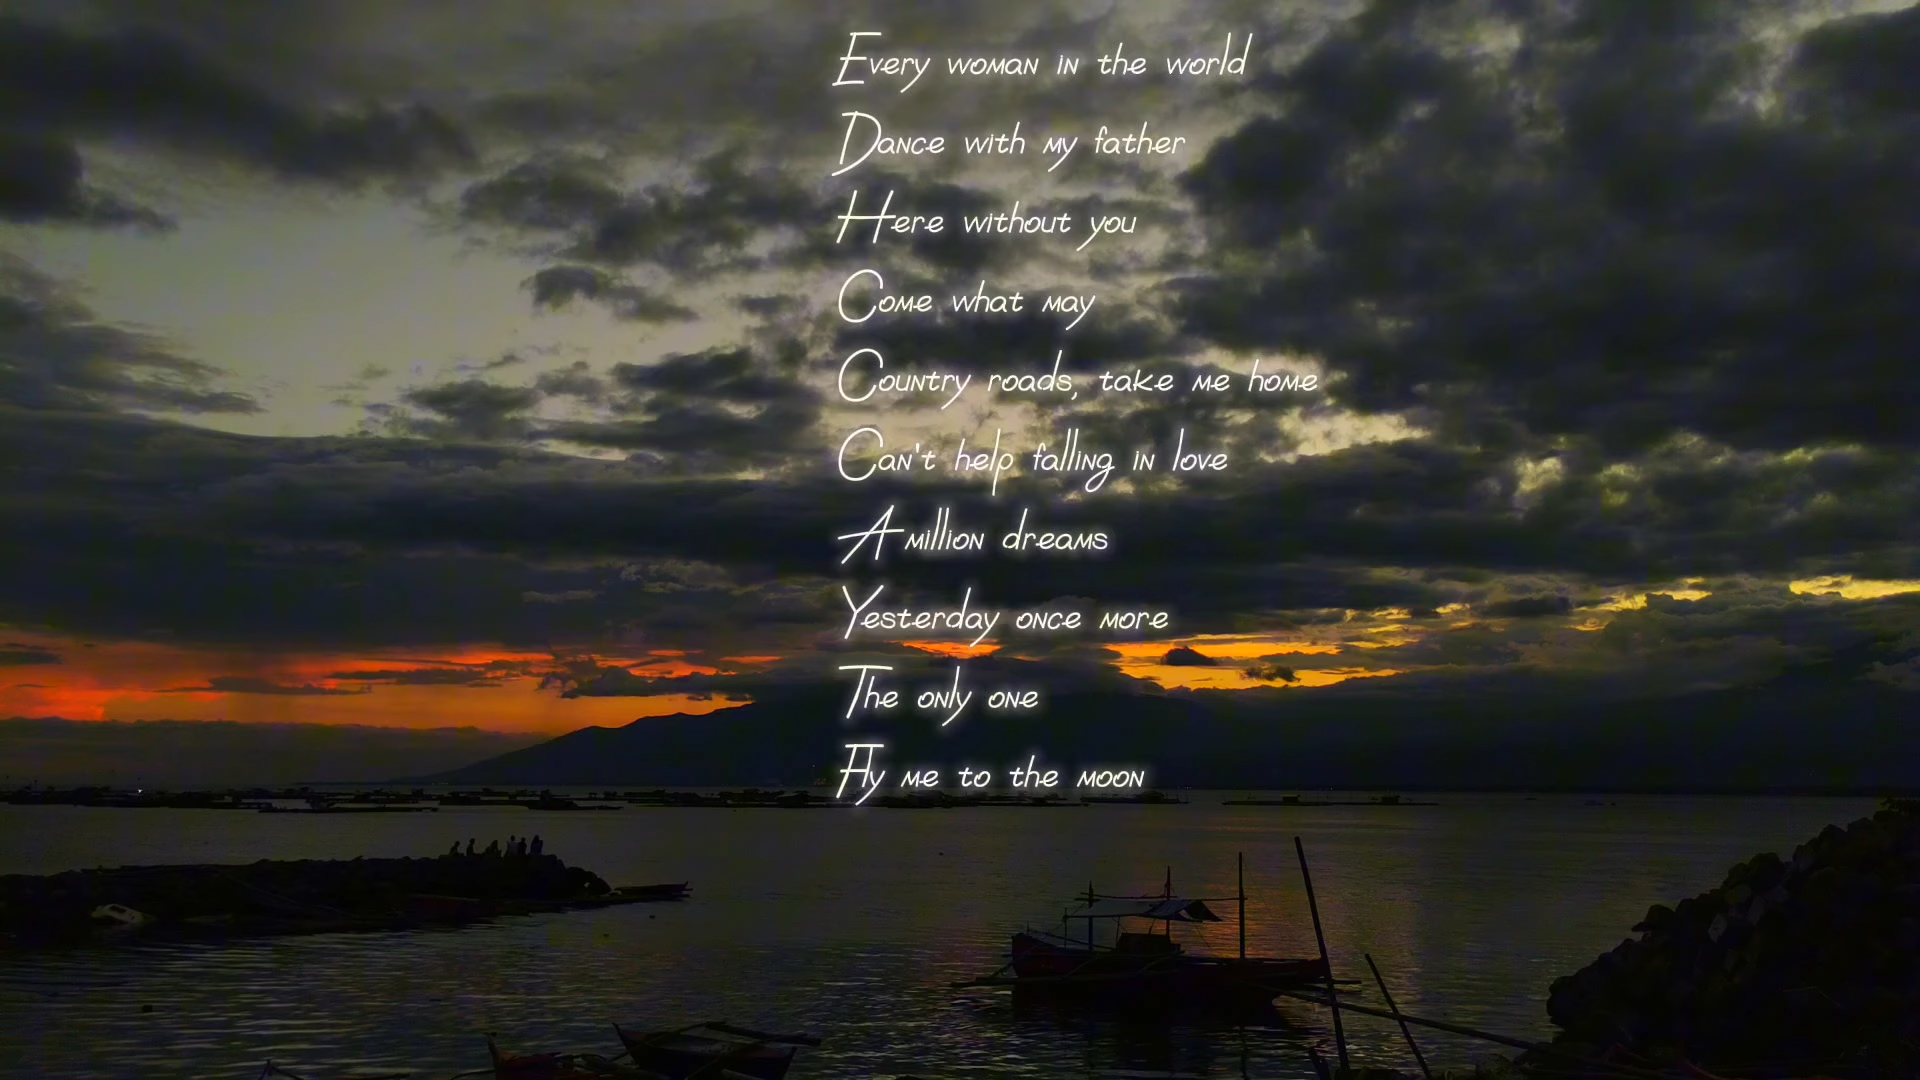 Every woman in the world
Dance with my father
Here without you
Come what may
Country roads, take me home
Can't help falling in love
A million dreams
Yesterday once more
The only one
Fly me to the moon